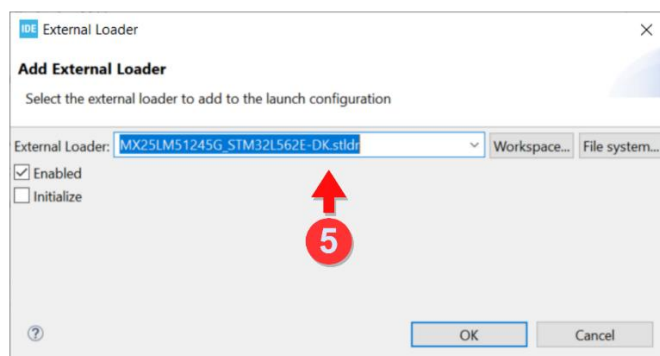 IDE External Loader
Add External Loader
Select the external loader to add to the launch configuration
External Loader: MX25LM51245G_STM32L562E-DK.stldr Workspace... File system...
Enabled
Initialize
5
? OK Cancel